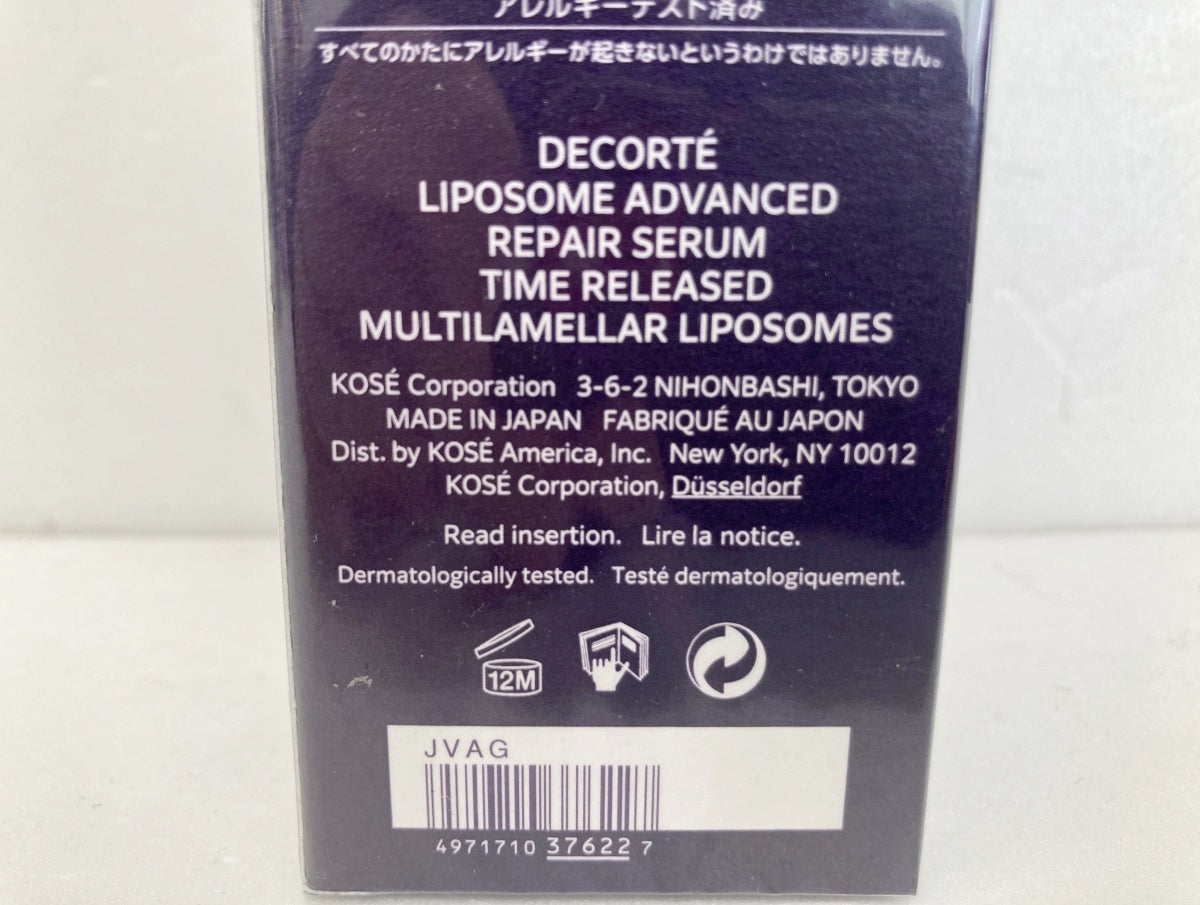 アレルギーテスト済み
すべてのかたにアレルギーが起きないというわけではありません。
DECORTÉ
LIPOSOME ADVANCED
REPAIR SERUM
TIME RELEASED
MULTILAMELLAR LIPOSOMES
KOSÉ Corporation 3-6-2 NIHONBASHI, TOKYO
MADE IN JAPAN FABRIQUÉ AU JAPON
Dist. by KOSÉ America, Inc. New York, NY 10012
KOSÉ Corporation, Düsseldorf
Read insertion. Lire la notice.
Dermatologically tested. Testé dermatologiquement.
12M
JVAG
4971710 37622 7